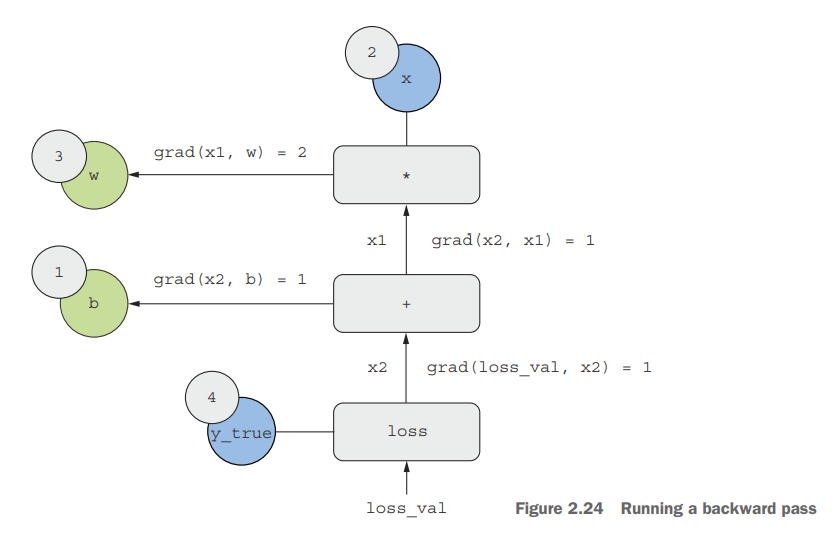 2
x
3
w
grad(x1, w) = 2
*
x1
grad(x2, x1) = 1
1
b
grad(x2, b) = 1
+
x2
grad(loss_val, x2) = 1
4
y_true
loss
loss_val
Figure 2.24 Running a backward pass